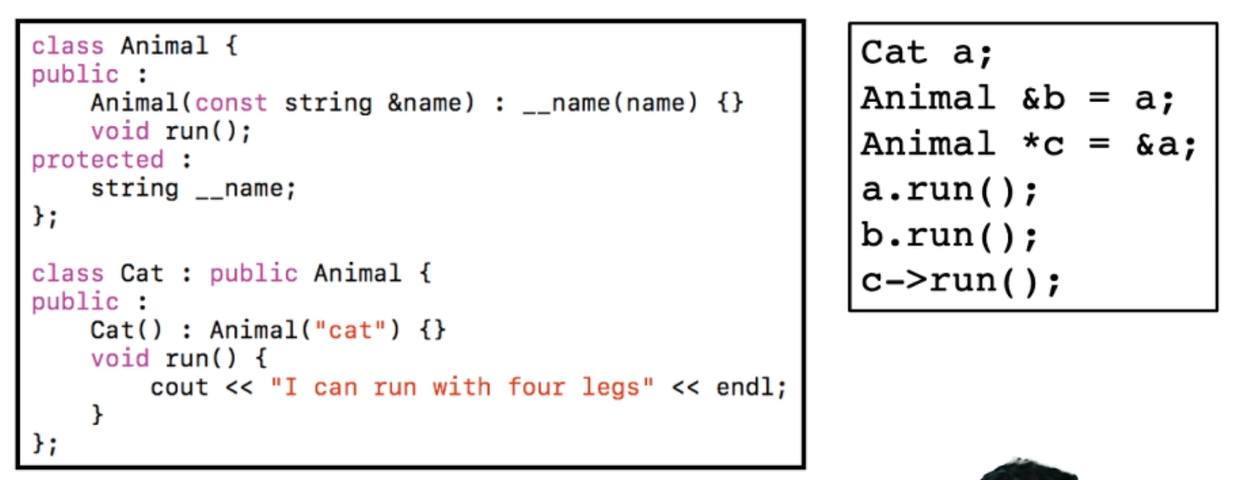 class Animal {
public :
    Animal(const string &name) : __name(name) {}
    void run();
protected :
    string __name;
};

class Cat : public Animal {
public :
    Cat() : Animal("cat") {}
    void run() {
        cout << "I can run with four legs" << endl;
    }
};
Cat a;
Animal &b = a;
Animal *c = &a;
a.run();
b.run();
c->run();